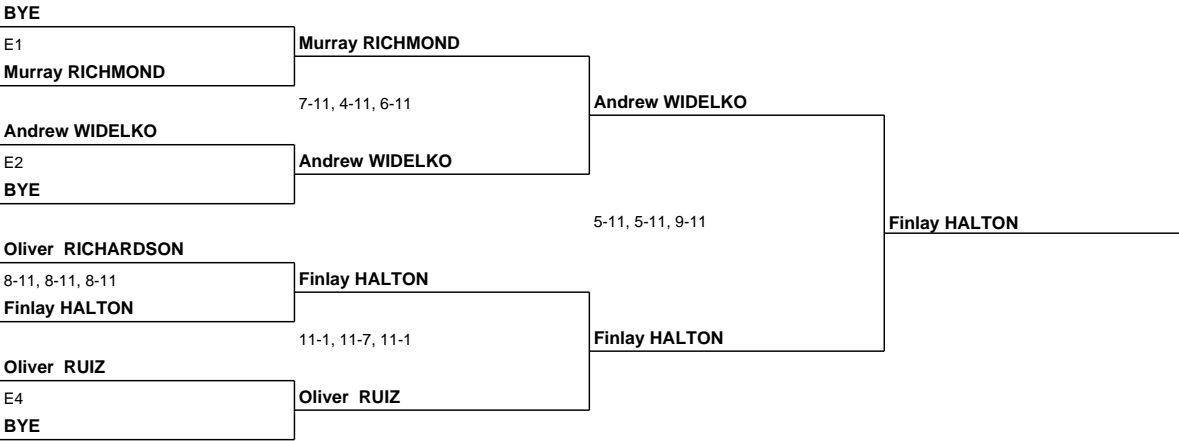 BYE
E1
Murray RICHMOND
Murray RICHMOND
7-11, 4-11, 6-11
Andrew WIDELKO
Andrew WIDELKO
E2
Andrew WIDELKO
BYE
5-11, 5-11, 9-11
Finlay HALTON
Oliver RICHARDSON
8-11, 8-11, 8-11
Finlay HALTON
Finlay HALTON
11-1, 11-7, 11-1
Finlay HALTON
Oliver RUIZ
E4
Oliver RUIZ
BYE